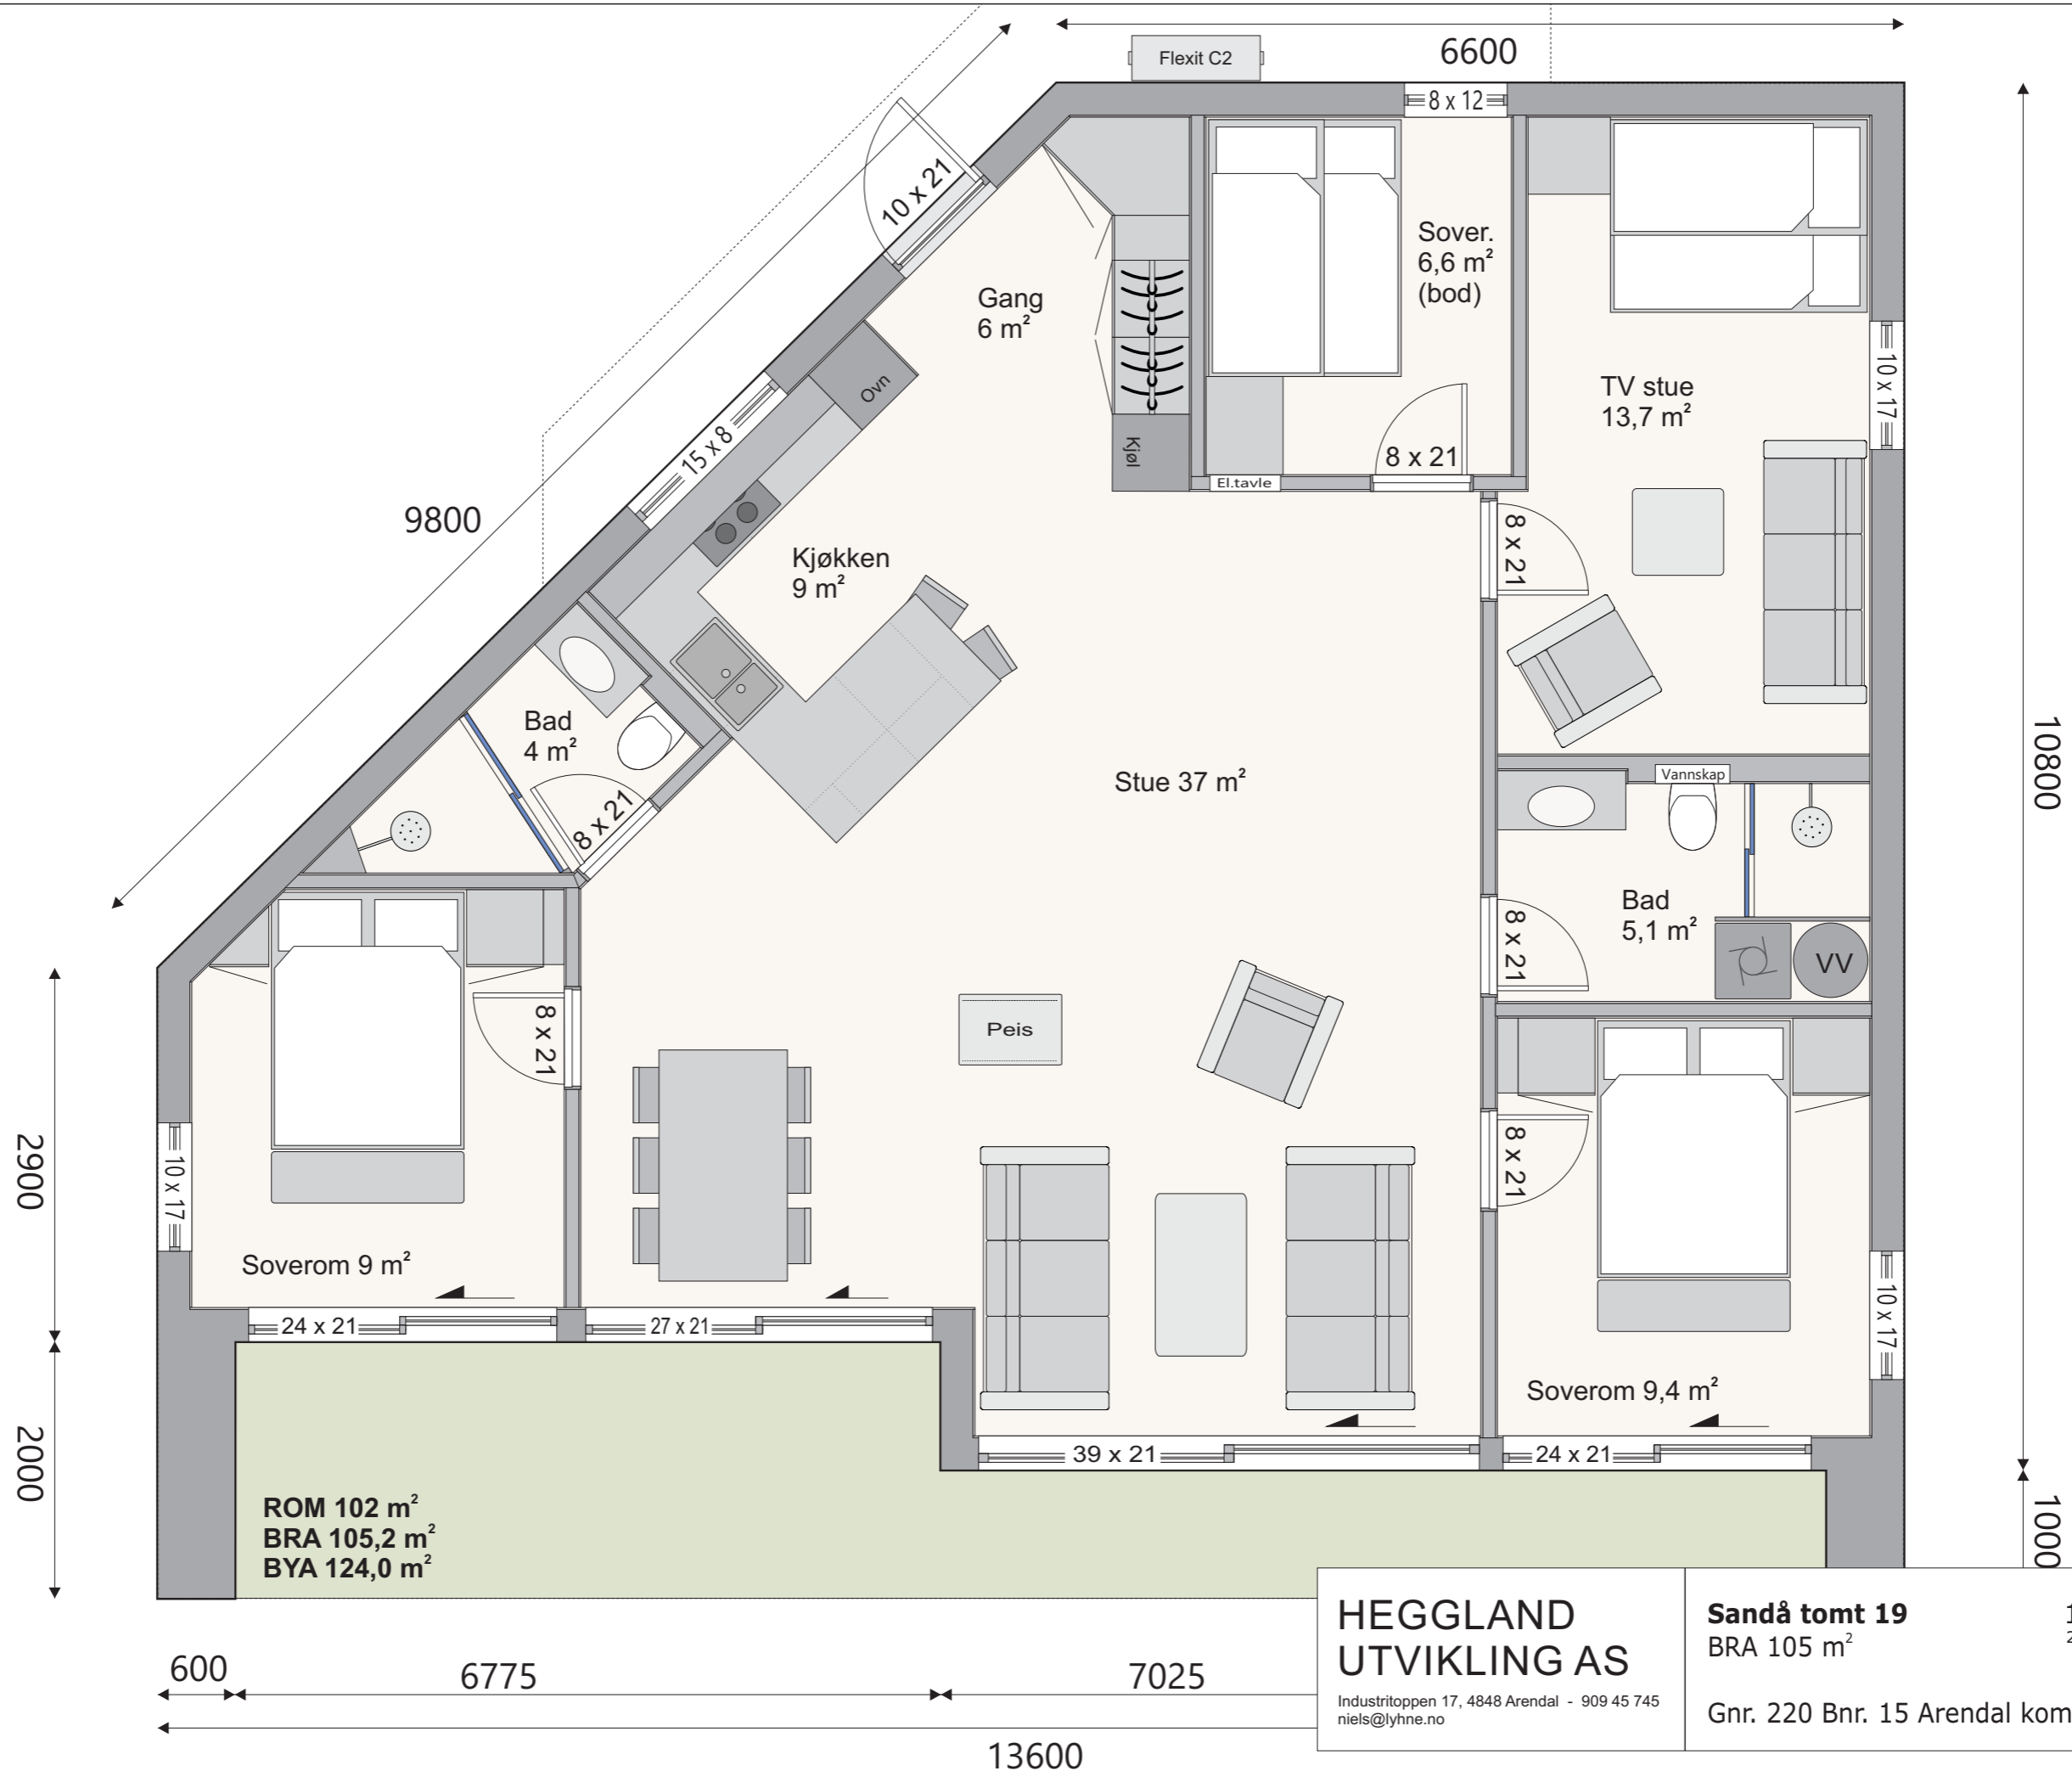 6600
Flexit C2
8 x 12
10 x 21
Sover.
6,6 m²
(bod)
Gang
6 m²
10 x 17
TV stue
13,7 m²
Ovn
15 x 8
Kjøl
8 x 21
El.tavle
9800
8 x 21
Kjøkken
9 m²
Bad
4 m²
8 x 21
Stue 37 m²
Vannskap
10800
Bad
5,1 m²
8 x 21
VV
8 x 21
Peis
2900
10 x 17
8 x 21
Soverom 9 m²
10 x 17
24 x 21
27 x 21
Soverom 9,4 m²
39 x 21
24 x 21
2000
ROM 102 m²
BRA 105,2 m²
BYA 124,0 m²
1000
HEGGLAND
UTVIKLING AS
Industritoppen 17, 4848 Arendal - 909 45 745
niels@lyhne.no
Sandå tomt 19
BRA 105 m²
Gnr. 220 Bnr. 15 Arendal kom
600
6775
7025
13600